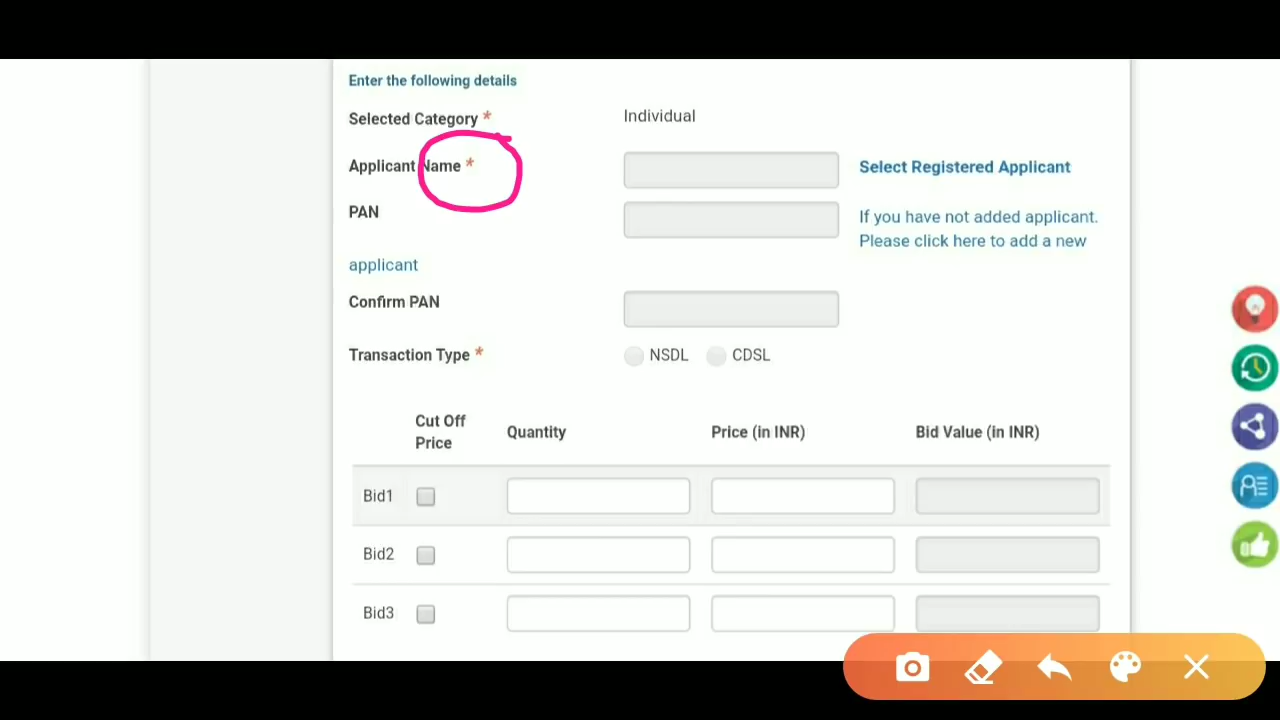 Enter the following details
Selected Category * Individual
Applicant Name * Select Registered Applicant
PAN If you have not added applicant.
Please click here to add a new
applicant
Confirm PAN
Transaction Type * NSDL CDSL
Cut Off
Price Quantity Price (in INR) Bid Value (in INR)
Bid1
Bid2
Bid3